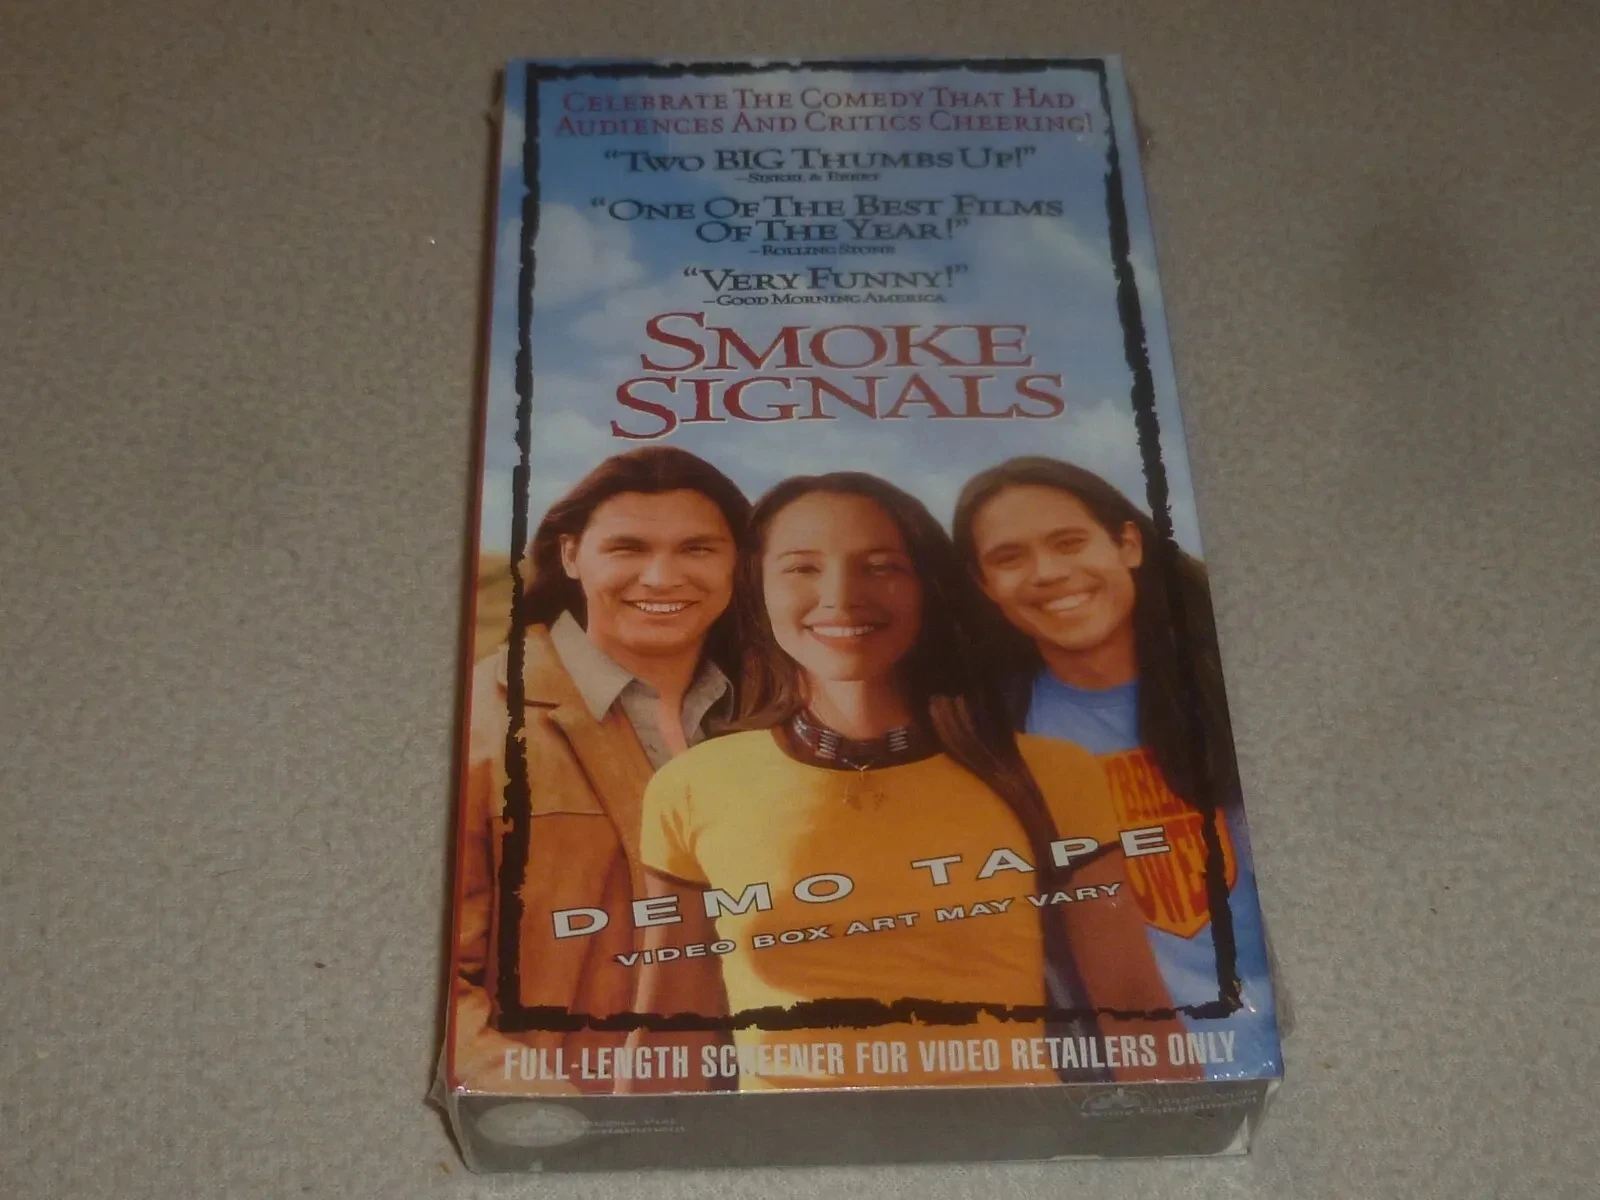 CELEBRATE THE COMEDY THAT HAD
AUDIENCES AND CRITICS CHEERING!
"TWO BIG THUMBS UP!"
–SISKEL & EBERT
"ONE OF THE BEST FILMS
OF THE YEAR!"
–ROLLING STONE
"VERY FUNNY!"
–GOOD MORNING AMERICA
SMOKE
SIGNALS
DEMO TAPE
VIDEO BOX ART MAY VARY
FULL-LENGTH SCREENER FOR VIDEO RETAILERS ONLY
Home Entertainment